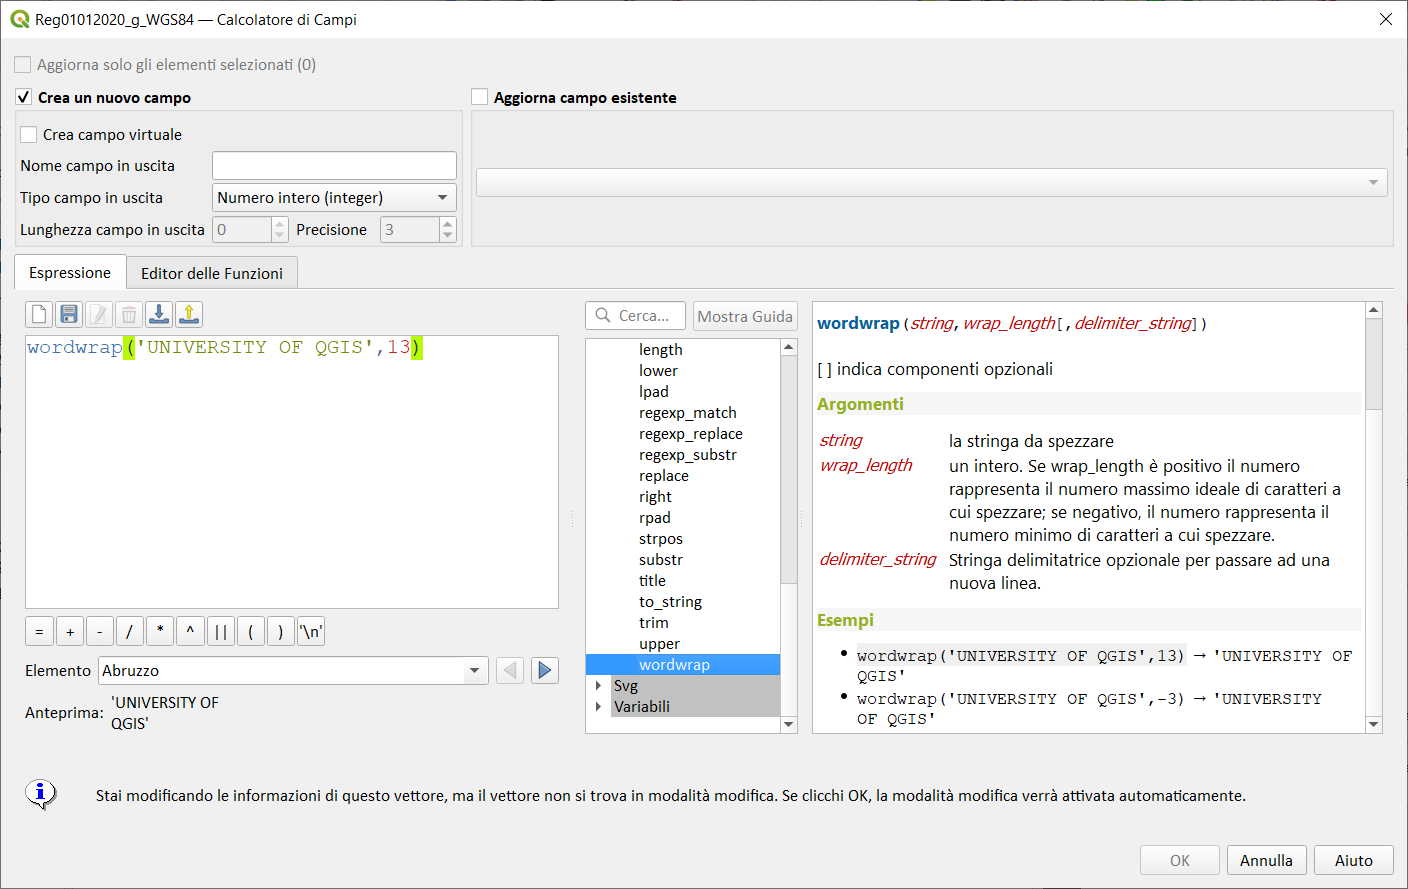 Reg01012020_g_WGS84 — Calcolatore di Campi
Aggiorna solo gli elementi selezionati (0)
Crea un nuovo campo
Aggiorna campo esistente
Crea campo virtuale
Nome campo in uscita
Tipo campo in uscita Numero intero (integer)
Lunghezza campo in uscita 0 Precisione 3
Espressione Editor delle Funzioni
wordwrap('UNIVERSITY OF QGIS',13)
= + - / * ^ || ( ) '\n'
Elemento Abruzzo
Anteprima: 'UNIVERSITY OF
QGIS'
Cerca... Mostra Guida
length
lower
lpad
regexp_match
regexp_replace
regexp_substr
replace
right
rpad
strpos
substr
title
to_string
trim
upper
wordwrap
Svg
Variabili
wordwrap(string,wrap_length[,delimiter_string])
[ ] indica componenti opzionali
Argomenti
string la stringa da spezzare
wrap_length un intero. Se wrap_length è positivo il numero
rappresenta il numero massimo ideale di caratteri a
cui spezzare; se negativo, il numero rappresenta il
numero minimo di caratteri a cui spezzare.
delimiter_string Stringa delimitatrice opzionale per passare ad una
nuova linea.
Esempi
• wordwrap('UNIVERSITY OF QGIS',13) → 'UNIVERSITY OF
QGIS'
• wordwrap('UNIVERSITY OF QGIS',-3) → 'UNIVERSITY
OF QGIS'
Stai modificando le informazioni di questo vettore, ma il vettore non si trova in modalità modifica. Se clicchi OK, la modalità modifica verrà attivata automaticamente.
OK Annulla Aiuto